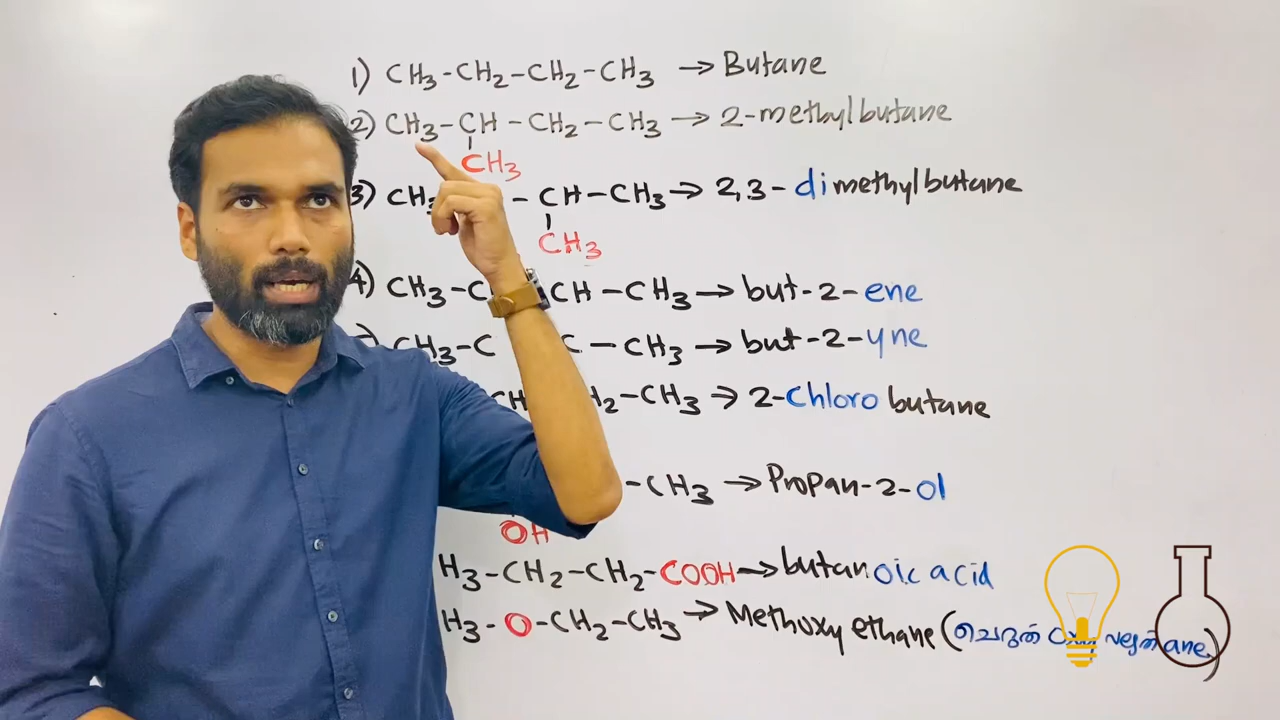 1) CH3-CH2-CH2-CH3 → Butane
2) CH3-CH-CH2-CH3 → 2-methylbutane
CH3
3) CH - CH-CH3 → 2,3-dimethylbutane
CH3
4) CH3-C CH-CH3 → but-2-ene
CH3-C C-CH3 → but-2-yne
CH -CH3 → 2-Chloro butane
-CH3 → Propan-2-ol
OH
H3-CH2-CH2-COOH → butanoic acid
H3-O-CH2-CH3 → Methoxy ethane (ചെറുത് ane)